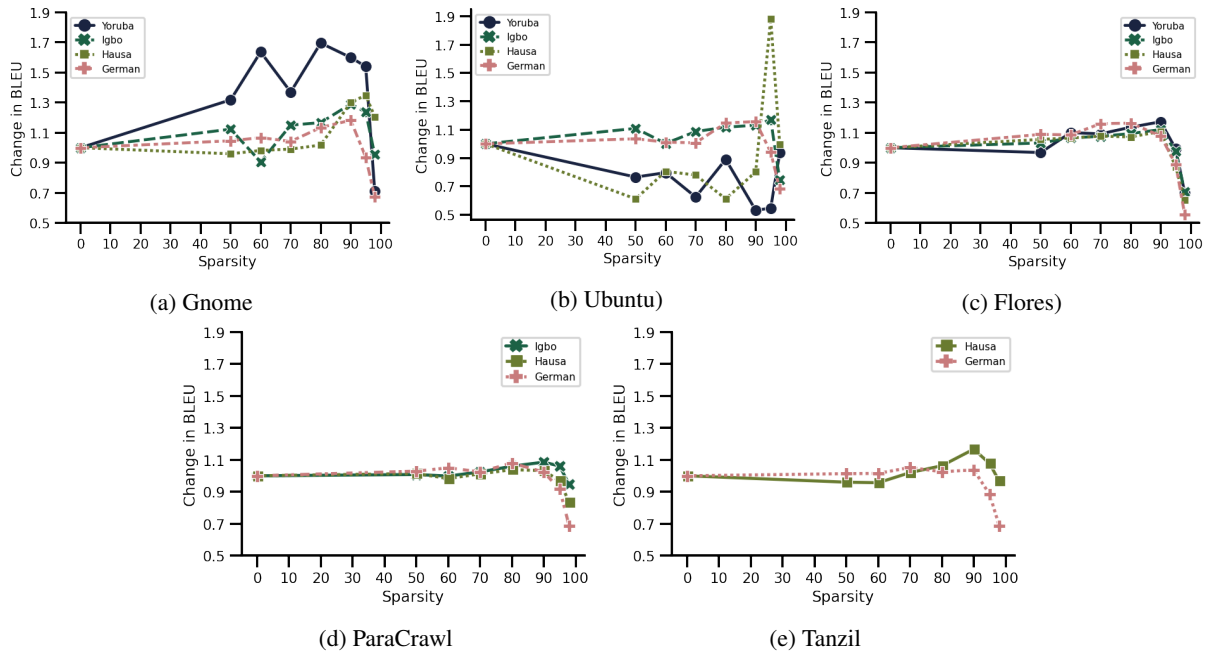 1.9
1.7
1.5
1.3
1.1
0.9
0.7
0.5
Change in BLEU
Yoruba
Igbo
Hausa
German
0 10 20 30 40 50 60 70 80 90 100
Sparsity
(a) Gnome
1.9
1.7
1.5
1.3
1.1
0.9
0.7
0.5
Change in BLEU
Yoruba
Igbo
Hausa
German
0 10 20 30 40 50 60 70 80 90 100
Sparsity
(b) Ubuntu)
1.9
1.7
1.5
1.3
1.1
0.9
0.7
0.5
Change in BLEU
Yoruba
Igbo
Hausa
German
0 10 20 30 40 50 60 70 80 90 100
Sparsity
(c) Flores)
1.9
1.7
1.5
1.3
1.1
0.9
0.7
0.5
Change in BLEU
Igbo
Hausa
German
0 10 20 30 40 50 60 70 80 90 100
Sparsity
(d) ParaCrawl
1.9
1.7
1.5
1.3
1.1
0.9
0.7
0.5
Change in BLEU
Hausa
German
0 10 20 30 40 50 60 70 80 90 100
Sparsity
(e) Tanzil